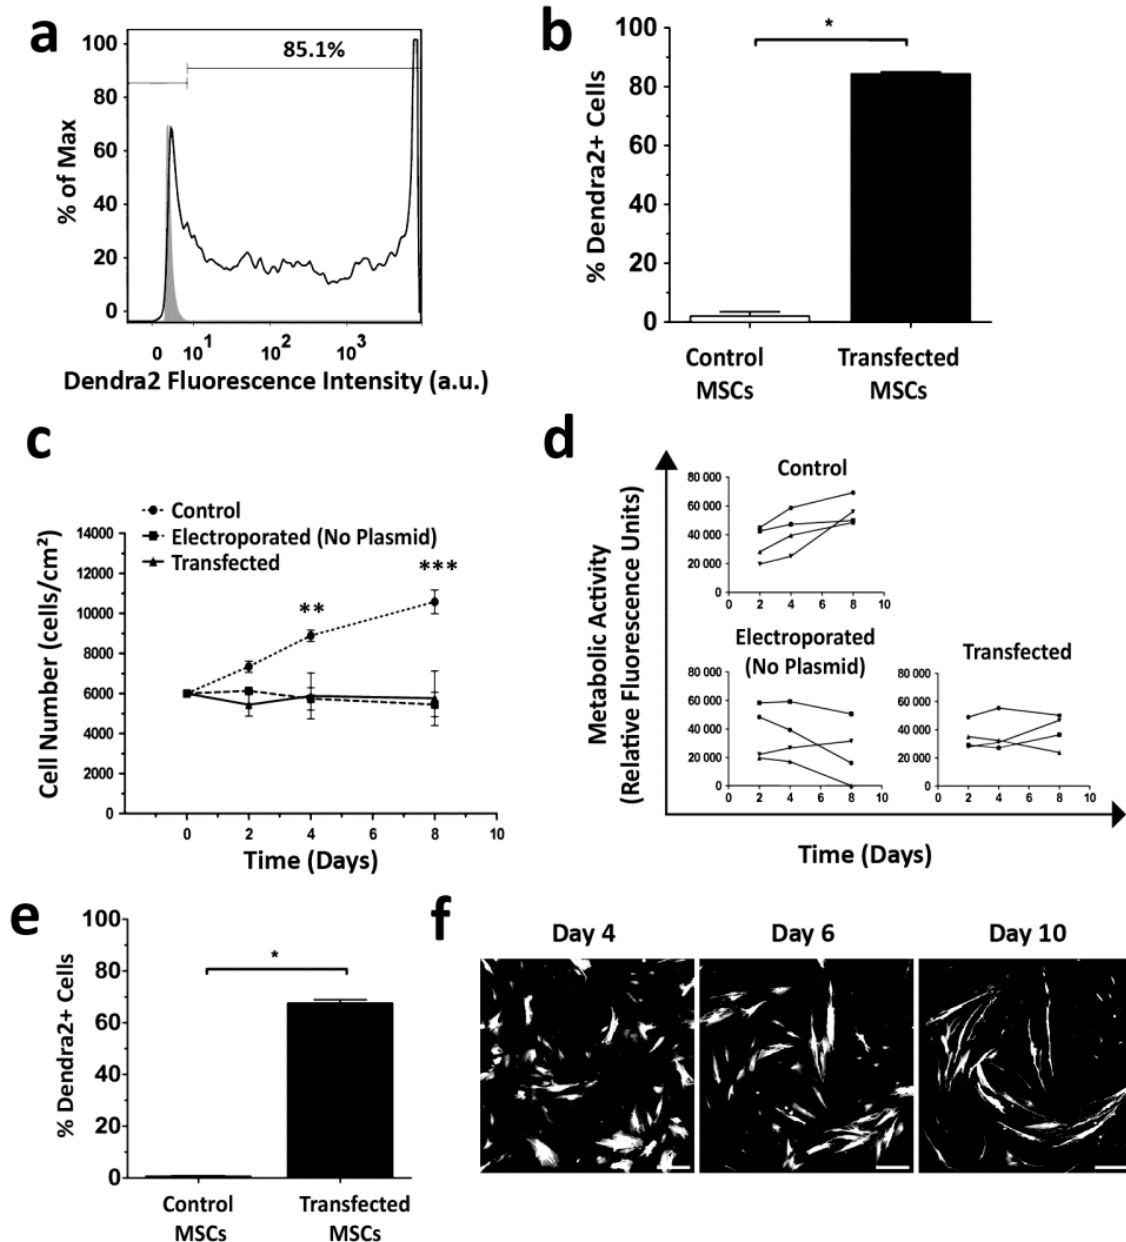 a
100
80
60
40
20
0
% of Max
85.1%
0 10¹ 10² 10³
Dendra2 Fluorescence Intensity (a.u.)
b
100
80
60
40
20
0
% Dendra2+ Cells
*
Control
MSCs
Transfected
MSCs
c
Control
Electroporated (No Plasmid)
Transfected
14000
12000
10000
8000
6000
4000
2000
0
Cell Number (cells/cm²)
**
***
0 2 4 6 8 10
Time (Days)
d
Metabolic Activity
(Relative Fluorescence Units)
Control
80 000
60 000
40 000
20 000
0
0 2 4 6 8 10
Electroporated
(No Plasmid)
80 000
60 000
40 000
20 000
0
0 2 4 6 8 10
Transfected
80 000
60 000
40 000
20 000
0
0 2 4 6 8 10
Time (Days)
e
100
80
60
40
20
0
% Dendra2+ Cells
*
Control
MSCs
Transfected
MSCs
f
Day 4
Day 6
Day 10